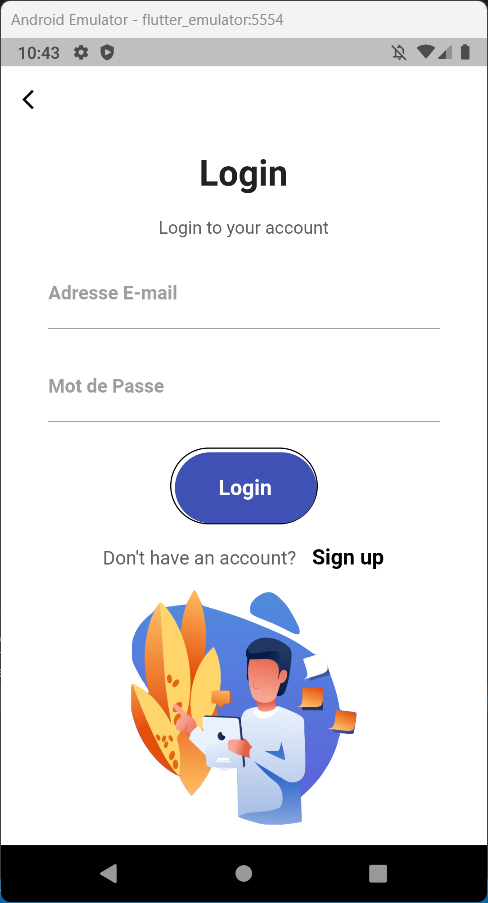 Android Emulator - flutter_emulator:5554
10:43
Login
Login to your account
Adresse E-mail
Mot de Passe
Login
Don't have an account? Sign up